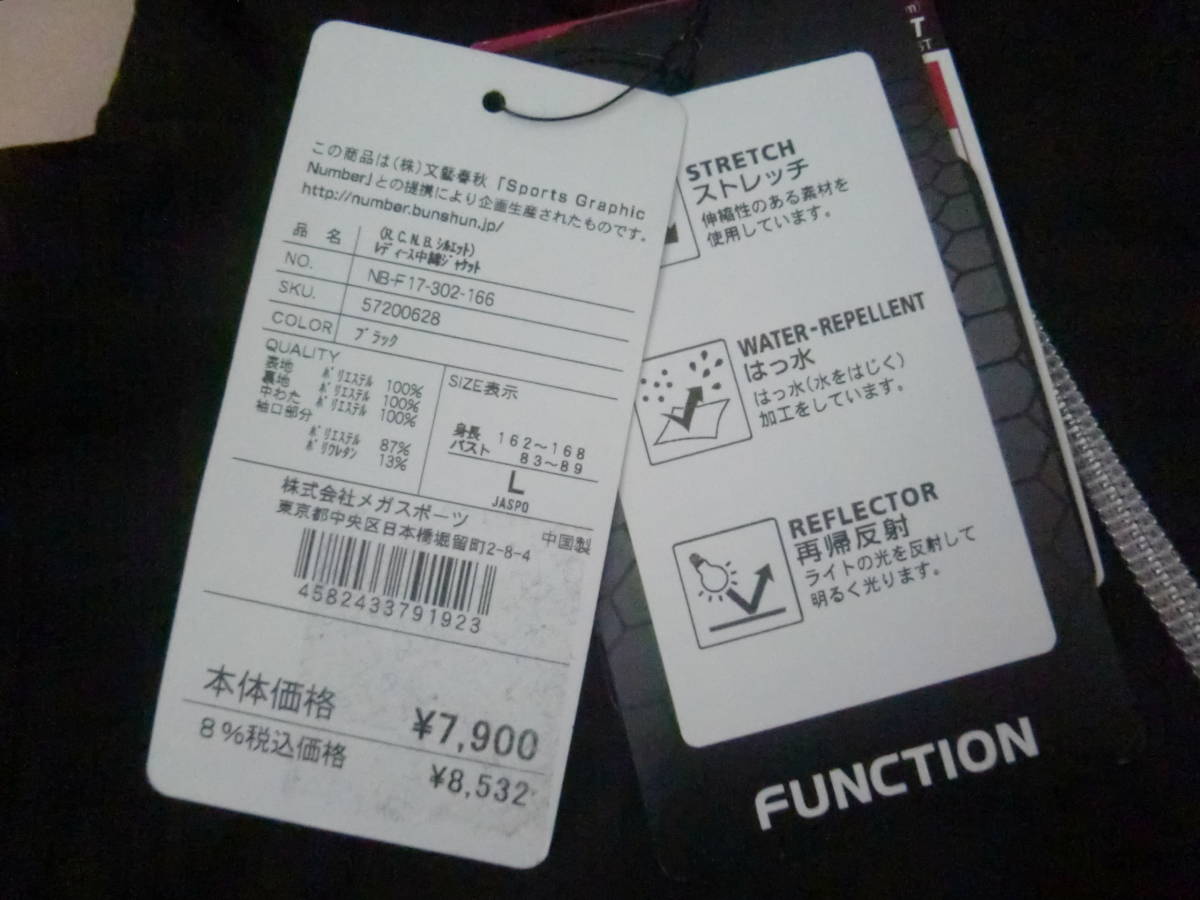 この商品は(株)文藝春秋「Sports Graphic
Number」との提携により企画生産されたものです。
http://number.bunshun.jp/
品 名 (R.C.N.B.シルエット)
レディース中綿ジャケット
NO. NB-F17-302-166
SKU. 57200628
COLOR ブラック
QUALITY
表地 ポリエステル 100%
裏地 ポリエステル 100%
中わた ポリエステル 100%
袖口部分
ポリエステル 87%
ポリウレタン 13%
SIZE表示
身長 162~168
バスト 83~89
L
JASPO
株式会社メガスポーツ
東京都中央区日本橋堀留町2-8-4
中国製
4582433791923
本体価格 ¥7,900
8%税込価格 ¥8,532
STRETCH
ストレッチ
伸縮性のある素材を
使用しています。
WATER-REPELLENT
はっ水
はっ水(水をはじく)
加工をしています。
REFLECTOR
再帰反射
ライトの光を反射して
明るく光ります。
FUNCTION